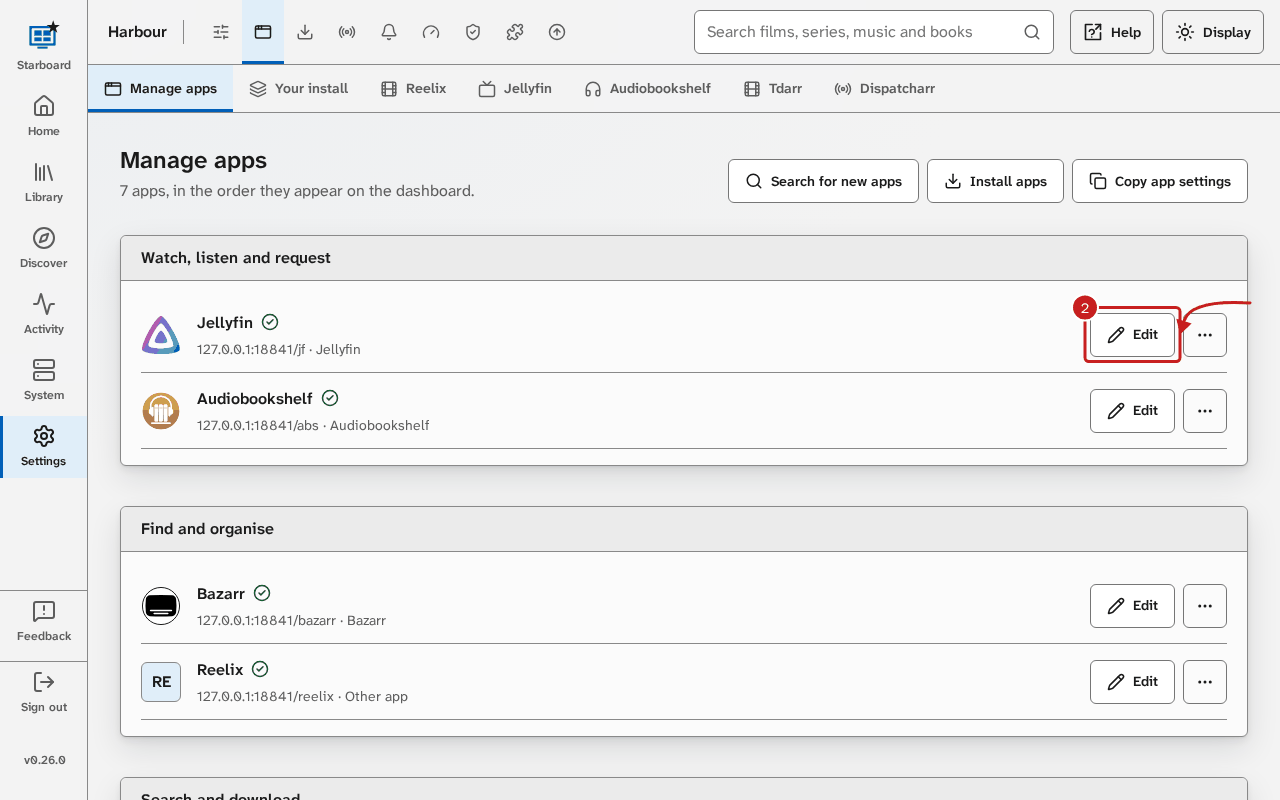 Starboard
Home
Library
Discover
Activity
System
Settings
Feedback
Sign out
v0.26.0
Harbour
Search films, series, music and books
Help
Display
Manage apps
Your install
Reelix
Jellyfin
Audiobookshelf
Tdarr
Dispatcharr
Manage apps
7 apps, in the order they appear on the dashboard.
Search for new apps
Install apps
Copy app settings
Watch, listen and request
Jellyfin
127.0.0.1:18841/jf · Jellyfin
2
Edit
Audiobookshelf
127.0.0.1:18841/abs · Audiobookshelf
Edit
Find and organise
Bazarr
127.0.0.1:18841/bazarr · Bazarr
Edit
RE
Reelix
127.0.0.1:18841/reelix · Other app
Edit
Search and download